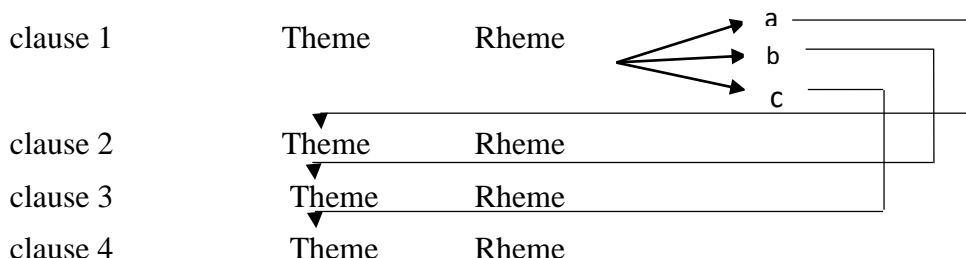 clause 1 Theme Rheme a
b
c
clause 2 Theme Rheme
clause 3 Theme Rheme
clause 4 Theme Rheme